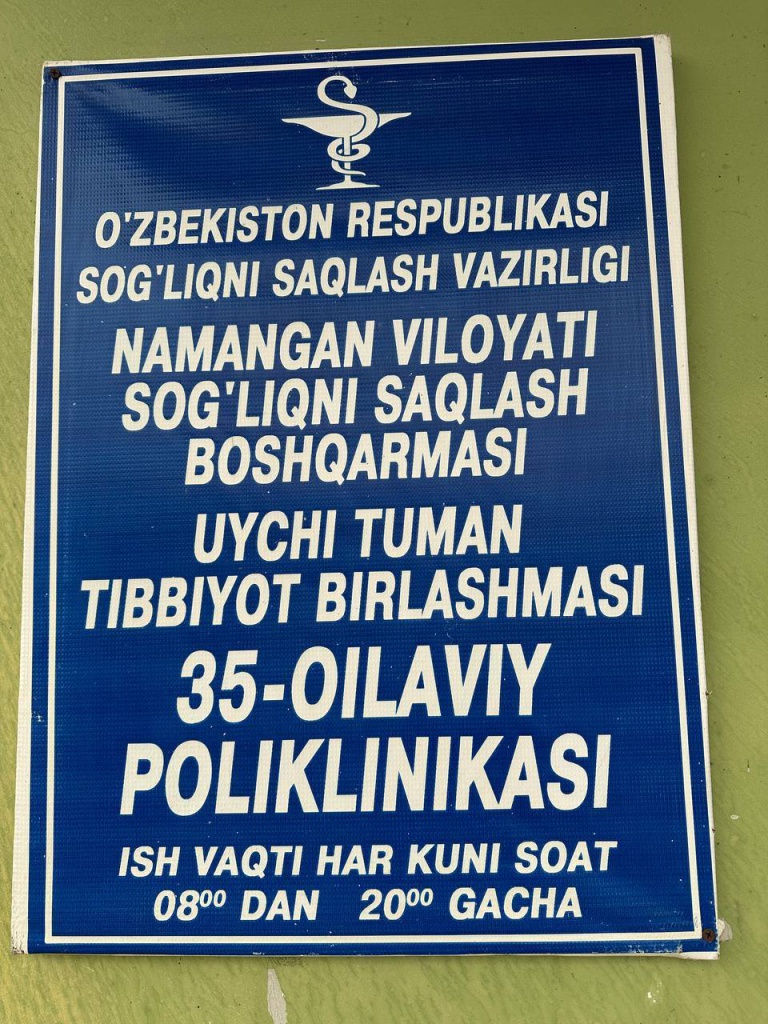 O'ZBEKISTON RESPUBLIKASI
SOG'LIQNI SAQLASH VAZIRLIGI
NAMANGAN VILOYATI
SOG'LIQNI SAQLASH
BOSHQARMASI
UYCHI TUMAN
TIBBIYOT BIRLASHMASI
35-OILAVIY
POLIKLINIKASI
ISH VAQTI HAR KUNI SOAT
08⁰⁰ DAN 20⁰⁰ GACHA